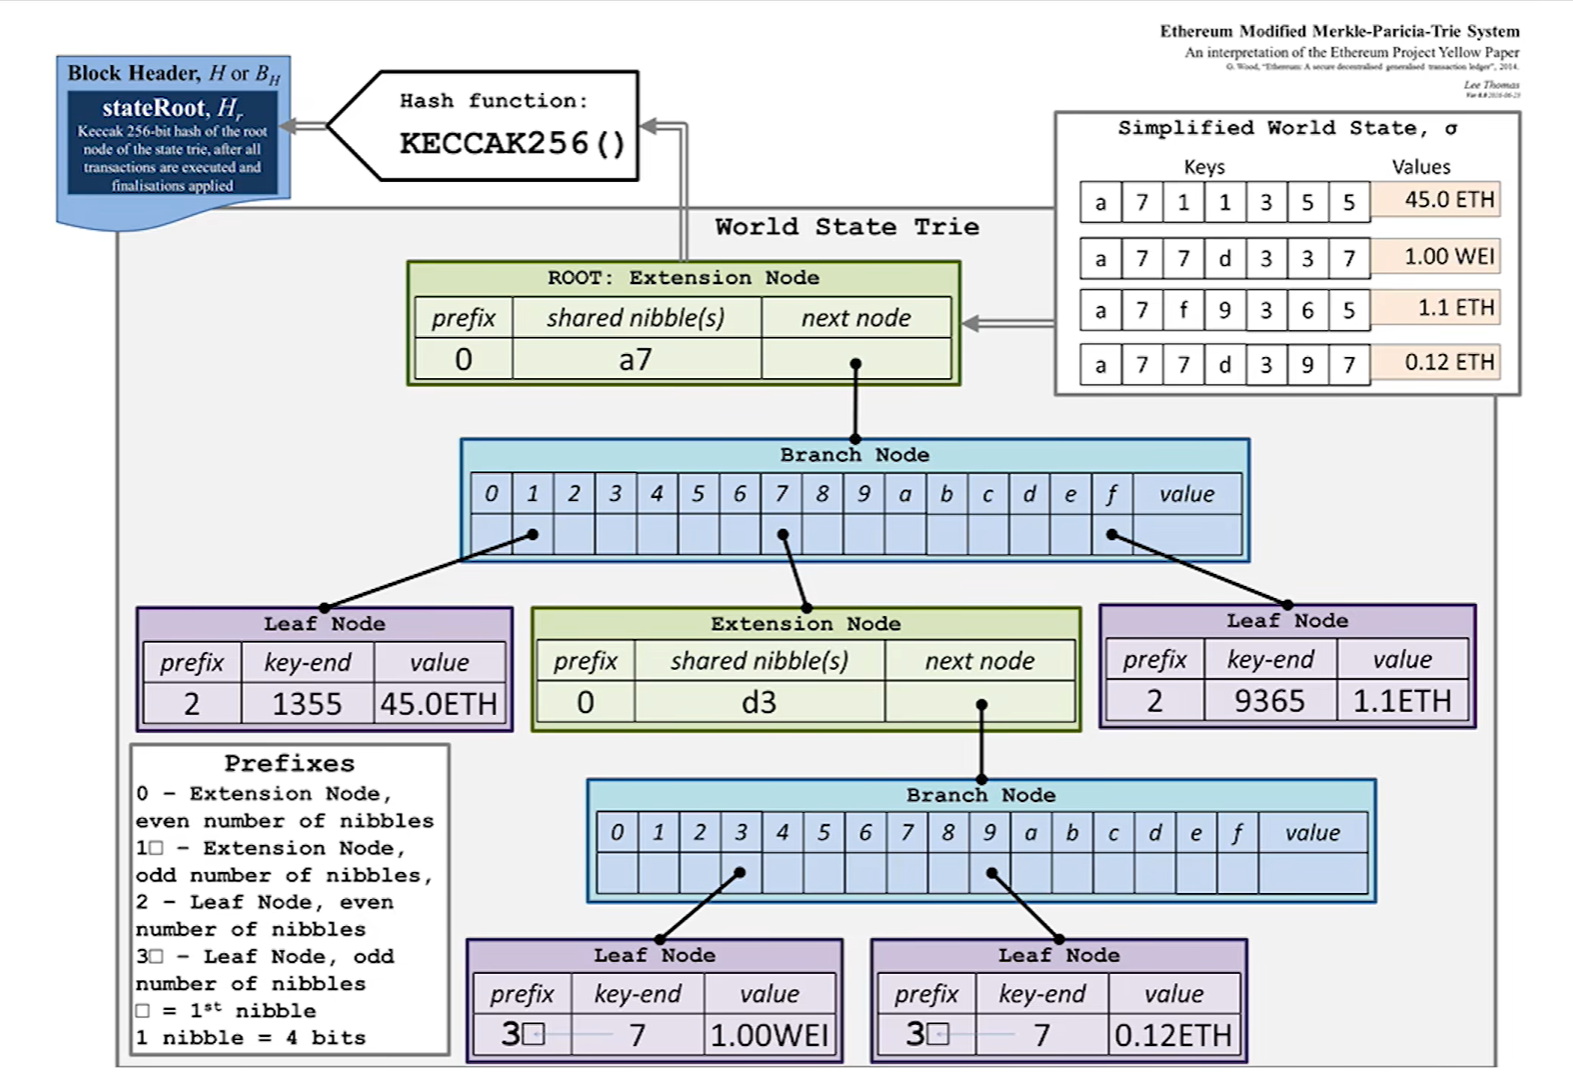 Ethereum Modified Merkle-Paricia-Trie System
An interpretation of the Ethereum Project Yellow Paper
G. Wood, "Ethereum: A secure decentralised generalised transaction ledger", 2014.
Lee Thomas
Block Header, H or B_H
stateRoot, H_r
Keccak 256-bit hash of the root
node of the state trie, after all
transactions are executed and
finalisations applied
Hash function:
KECCAK256()
Simplified World State, σ
Keys Values
a 7 1 1 3 5 5 45.0 ETH
a 7 7 d 3 3 7 1.00 WEI
a 7 f 9 3 6 5 1.1 ETH
a 7 7 d 3 9 7 0.12 ETH
World State Trie
ROOT: Extension Node
prefix shared nibble(s) next node
0 a7
Branch Node
0 1 2 3 4 5 6 7 8 9 a b c d e f value
Leaf Node
prefix key-end value
2 1355 45.0ETH
Extension Node
prefix shared nibble(s) next node
0 d3
Leaf Node
prefix key-end value
2 9365 1.1ETH
Prefixes
0 – Extension Node,
even number of nibbles
1□ – Extension Node,
odd number of nibbles,
2 – Leaf Node, even
number of nibbles
3□ – Leaf Node, odd
number of nibbles
□ = 1st nibble
1 nibble = 4 bits
Branch Node
0 1 2 3 4 5 6 7 8 9 a b c d e f value
Leaf Node
prefix key-end value
3□ 7 1.00WEI
Leaf Node
prefix key-end value
3□ 7 0.12ETH